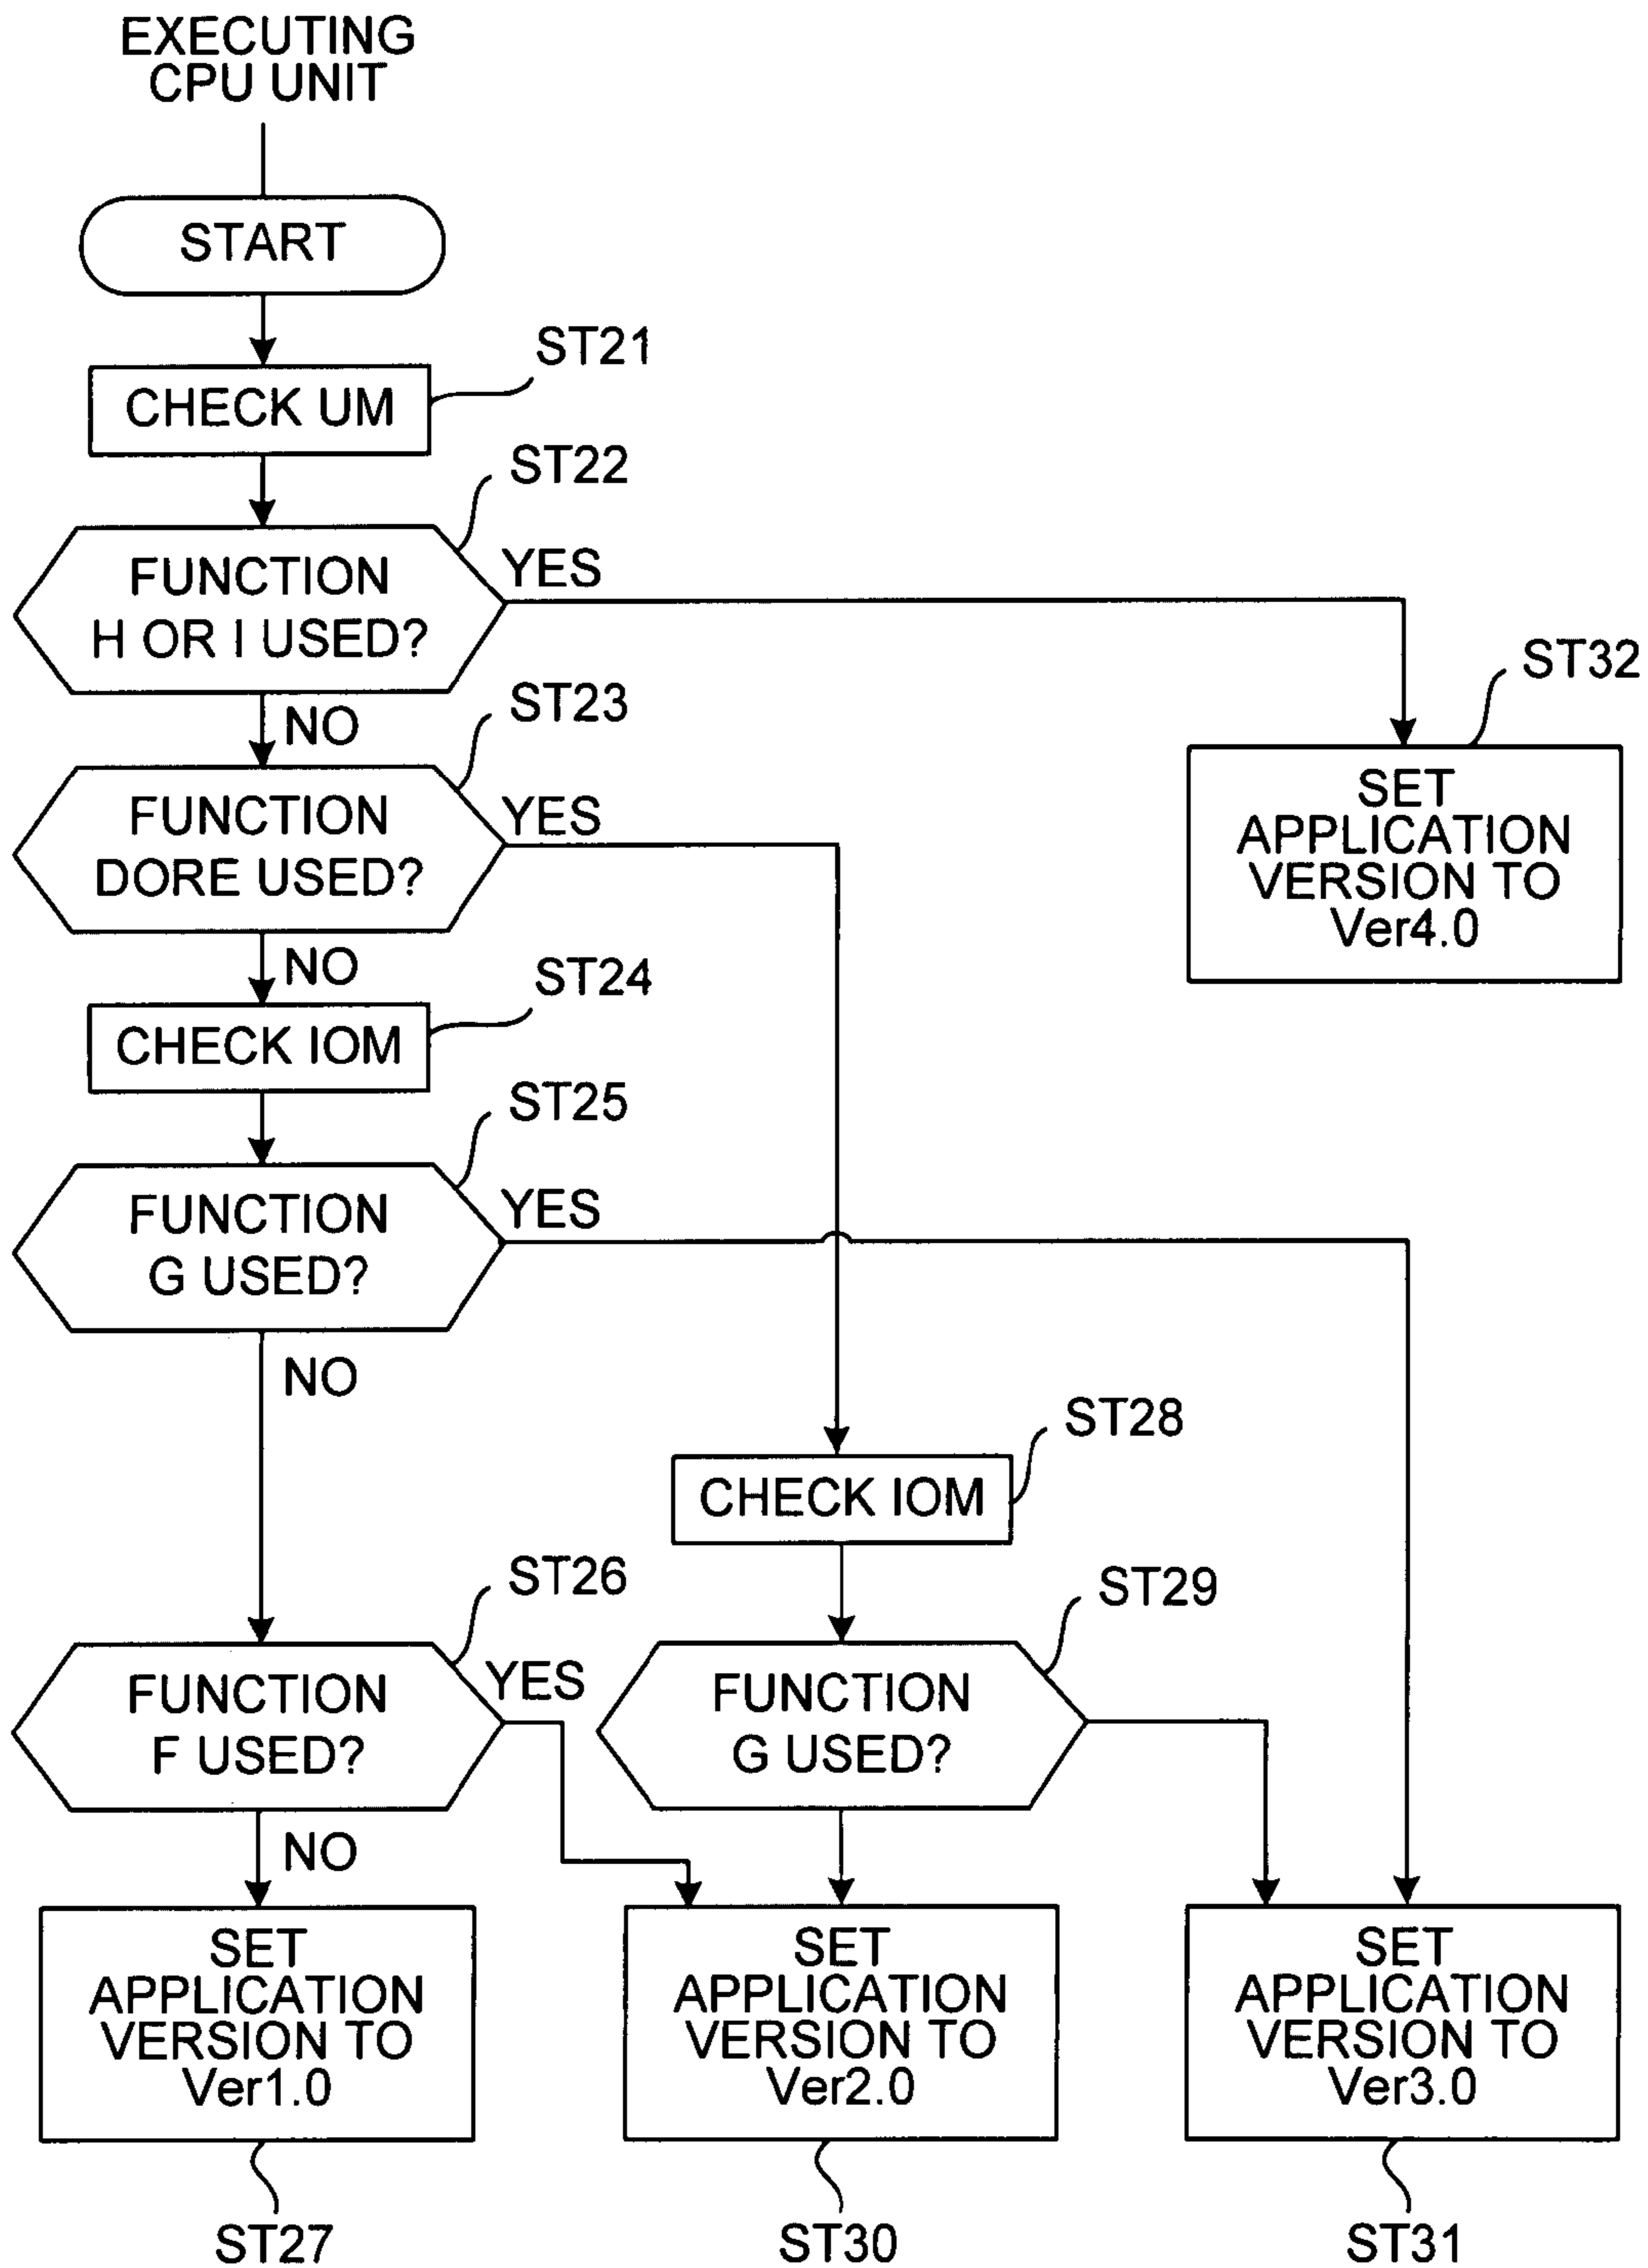 EXECUTING
CPU UNIT
START
ST21
CHECK UM
ST22
FUNCTION
H OR I USED?
YES
NO
ST32
SET
APPLICATION
VERSION TO
Ver4.0
ST23
FUNCTION
DORE USED?
YES
NO
ST24
CHECK IOM
ST25
FUNCTION
G USED?
YES
NO
ST28
CHECK IOM
ST26
FUNCTION
F USED?
YES
NO
ST29
FUNCTION
G USED?
SET
APPLICATION
VERSION TO
Ver1.0
ST27
SET
APPLICATION
VERSION TO
Ver2.0
ST30
SET
APPLICATION
VERSION TO
Ver3.0
ST31